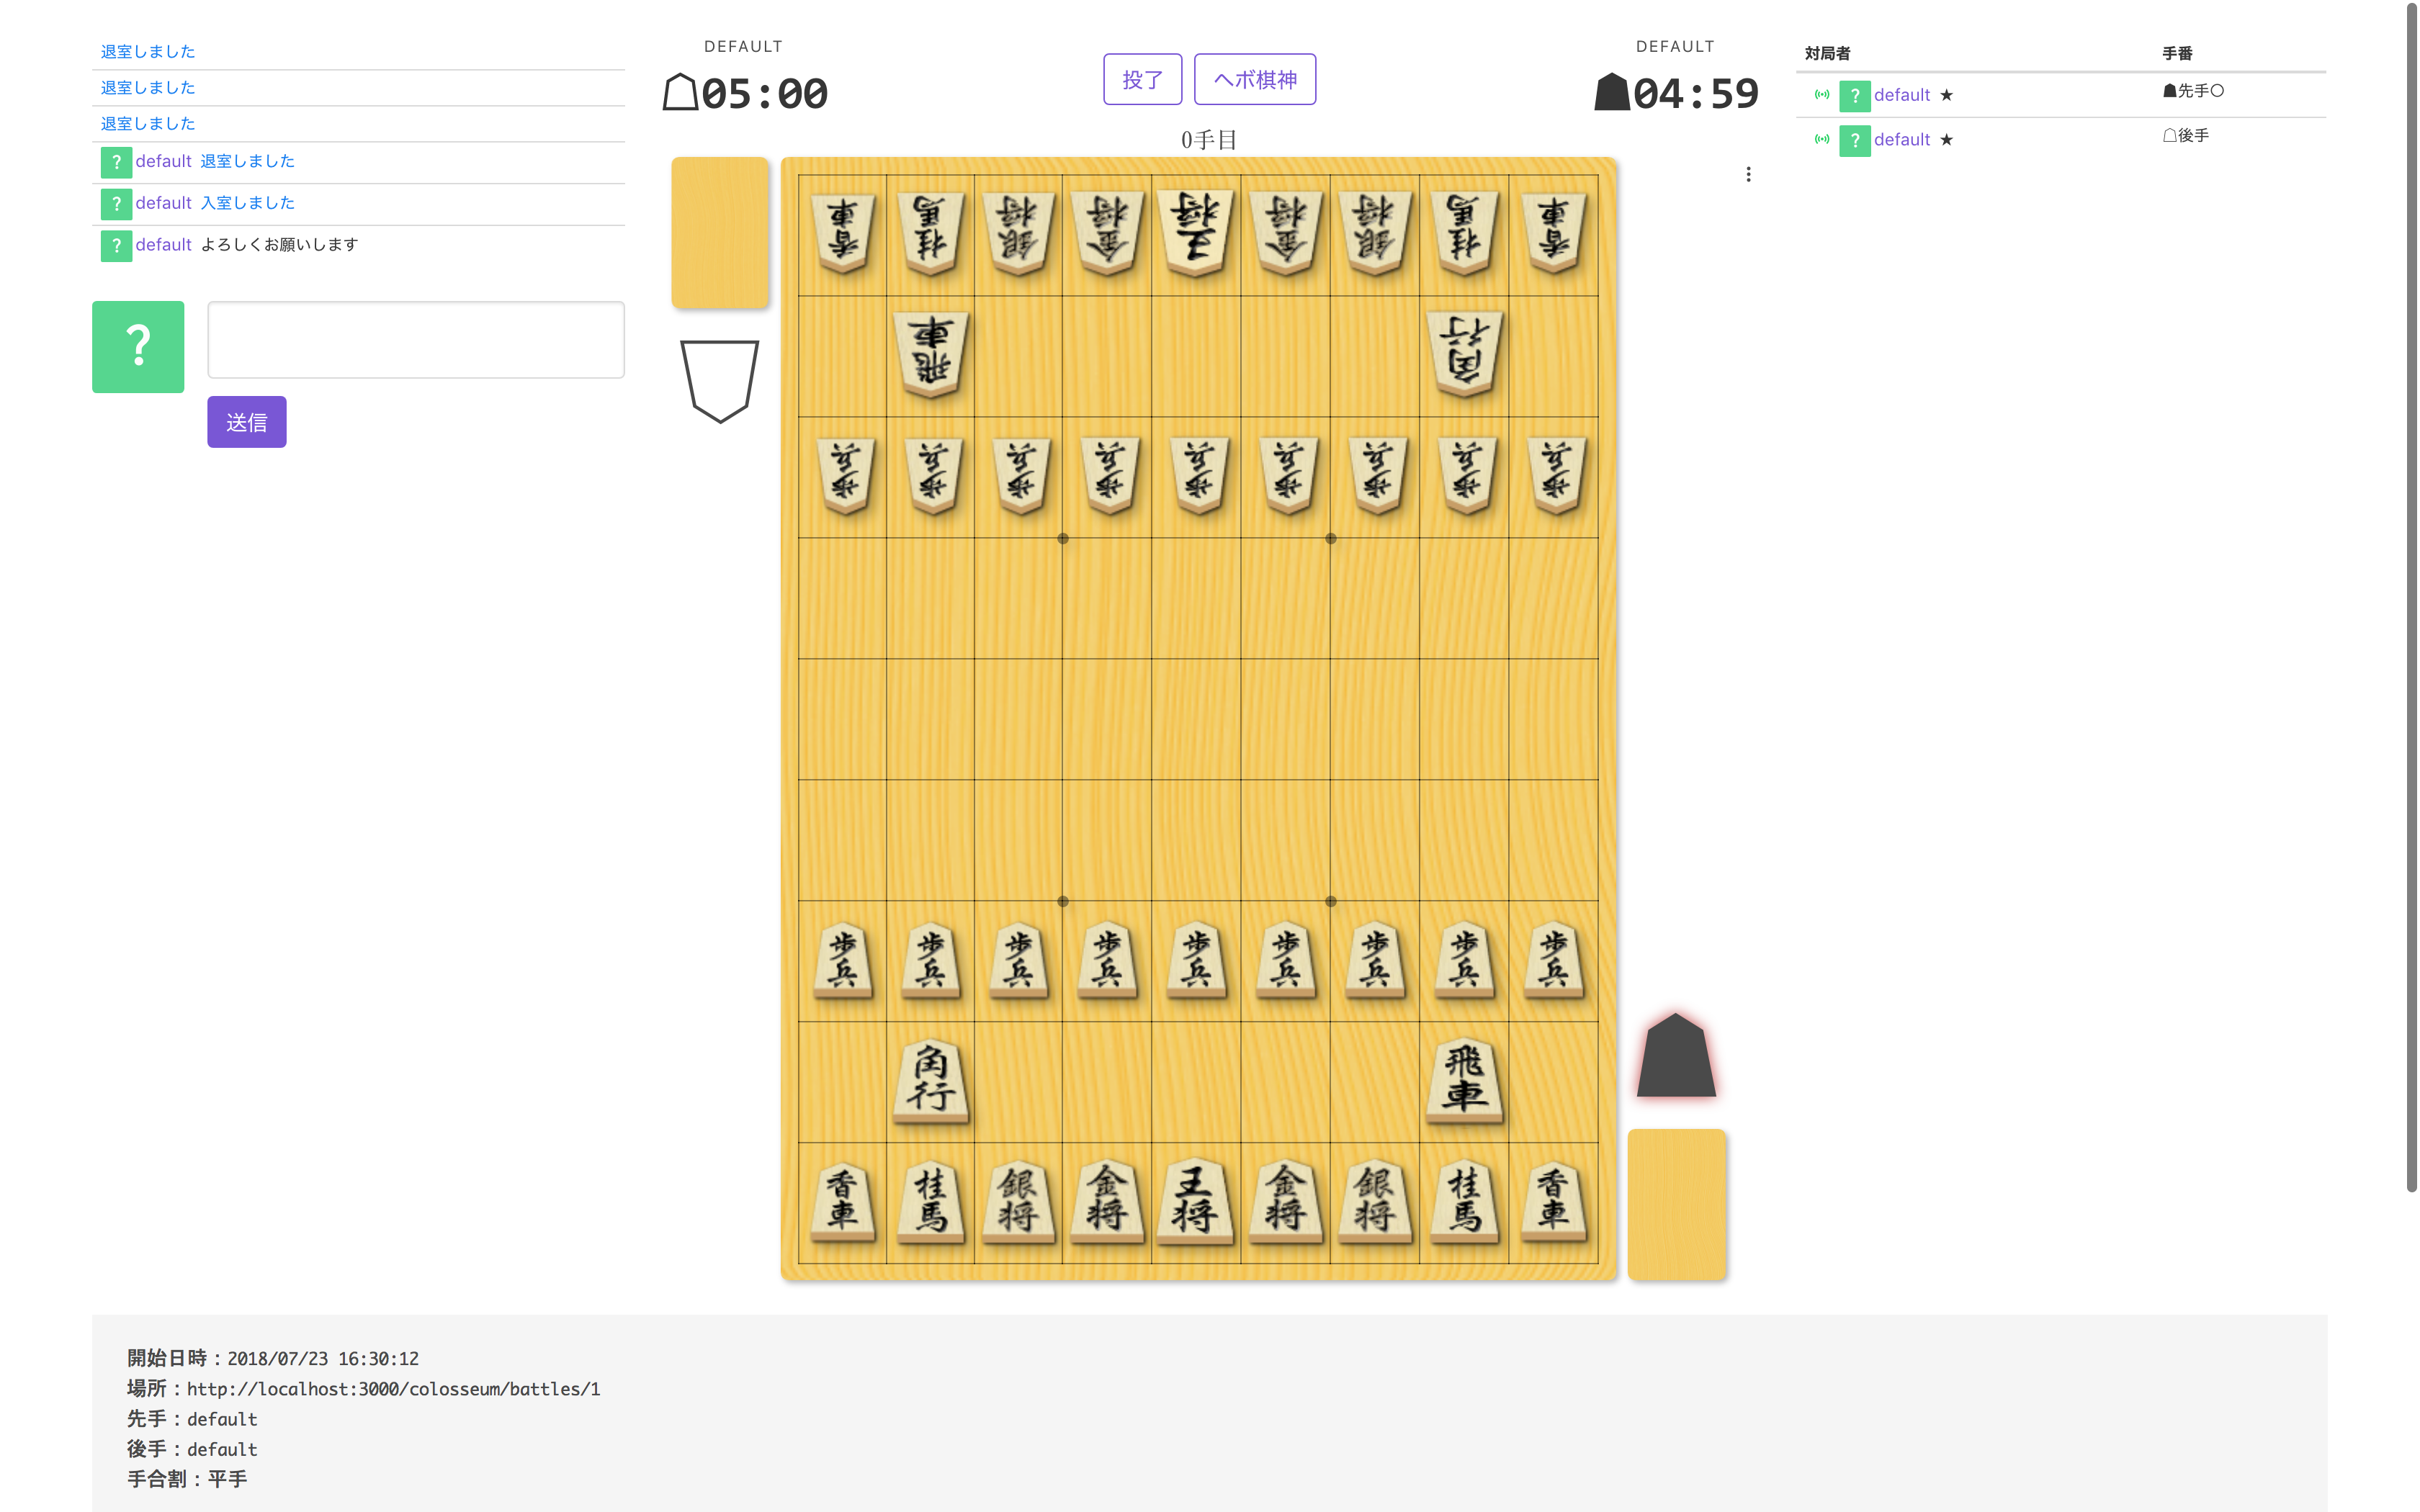 退室しました
退室しました
退室しました
? default 退室しました
? default 入室しました
? default よろしくお願いします
?
送信
DEFAULT
05:00
投了 ヘボ棋神
0手目
DEFAULT
04:59
対局者 手番
? default ★ 先手○
? default ★ 後手
香車 桂馬 銀将 金将 王将 金将 銀将 桂馬 香車
飛車 角行
歩兵 歩兵 歩兵 歩兵 歩兵 歩兵 歩兵 歩兵 歩兵
歩兵 歩兵 歩兵 歩兵 歩兵 歩兵 歩兵 歩兵 歩兵
角行 飛車
香車 桂馬 銀将 金将 王将 金将 銀将 桂馬 香車
開始日時：2018/07/23 16:30:12
場所：http://localhost:3000/colosseum/battles/1
先手：default
後手：default
手合割：平手